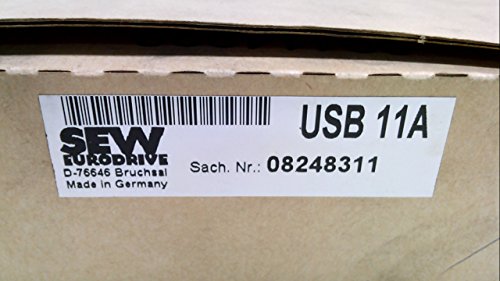 USB 11A
SEW
EURODRIVE
D-76646 Bruchsal
Made in Germany
Sach. Nr.: 08248311